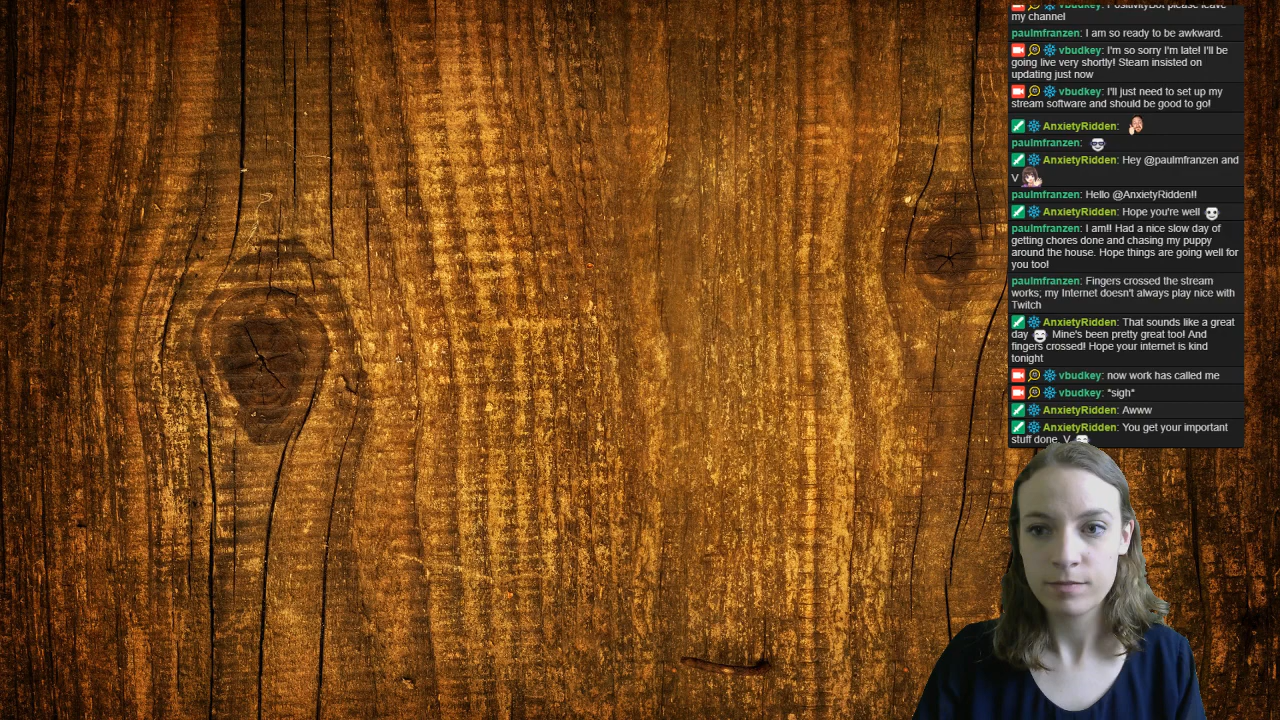 vbudkey: PositivityBot please leave
my channel
paulmfranzen: I am so ready to be awkward.
vbudkey: I'm so sorry I'm late! I'll be
going live very shortly! Steam insisted on
updating just now
vbudkey: I'll just need to set up my
stream software and should be good to go!
AnxietyRidden:
paulmfranzen:
AnxietyRidden: Hey @paulmfranzen and
V
paulmfranzen: Hello @AnxietyRidden!!
AnxietyRidden: Hope you're well
paulmfranzen: I am!! Had a nice slow day of
getting chores done and chasing my puppy
around the house. Hope things are going well for
you too!
paulmfranzen: Fingers crossed the stream
works; my Internet doesn't always play nice with
Twitch
AnxietyRidden: That sounds like a great
day Mine's been pretty great too! And
fingers crossed! Hope your internet is kind
tonight
vbudkey: now work has called me
vbudkey: *sigh*
AnxietyRidden: Awww
AnxietyRidden: You get your important
stuff done, V